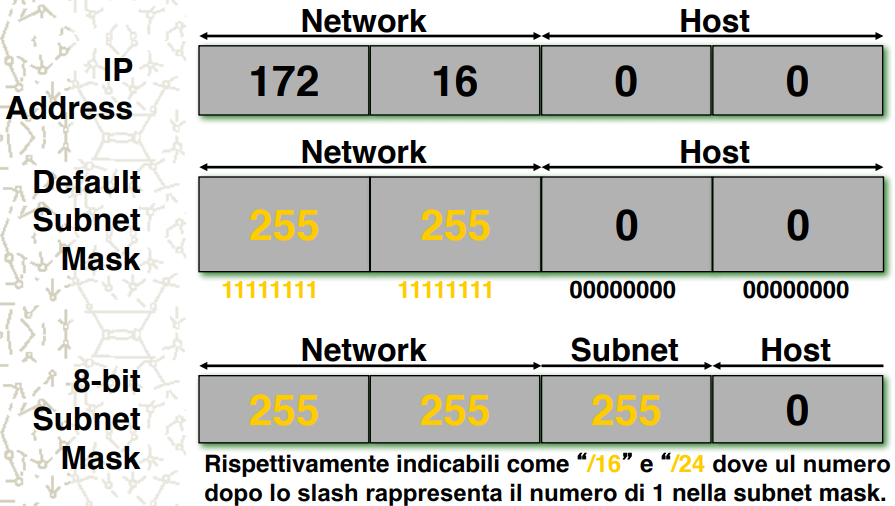 Network Host
IP Address 172 16 0 0
Network Host
Default Subnet Mask 255 255 0 0
11111111 11111111 00000000 00000000
Network Subnet Host
8-bit Subnet Mask 255 255 255 0
Rispettivamente indicabili come “/16” e “/24 dove ul numero
dopo lo slash rappresenta il numero di 1 nella subnet mask.